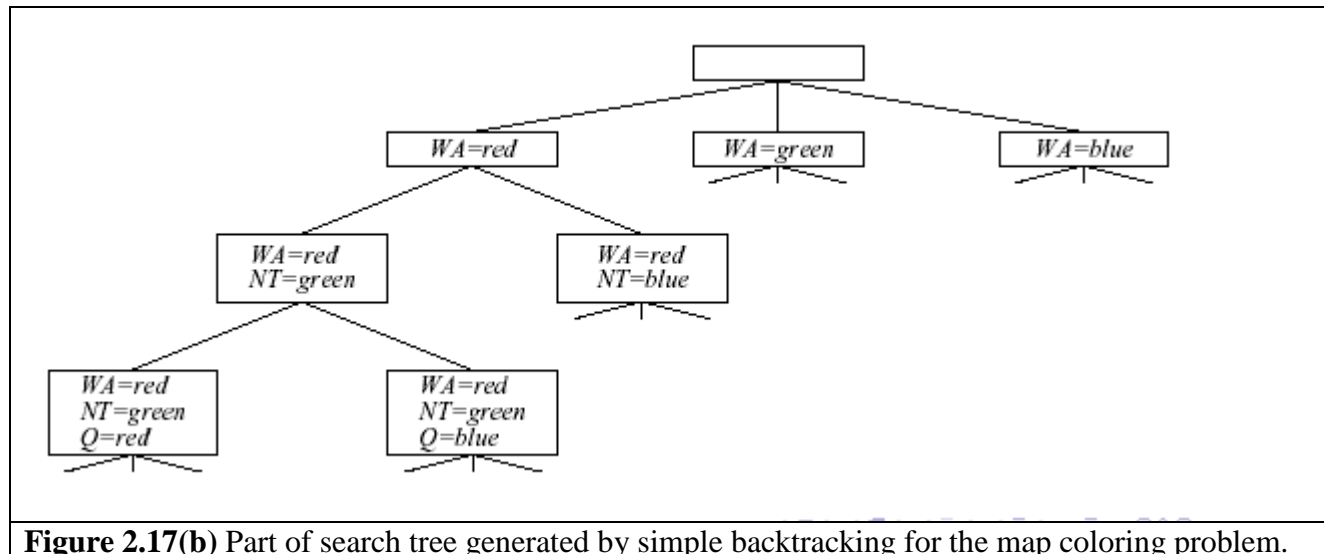 WA=red
WA=green
WA=blue
WA=red
NT=green
WA=red
NT=blue
WA=red
NT=green
Q=red
WA=red
NT=green
Q=blue
Figure 2.17(b) Part of search tree generated by simple backtracking for the map coloring problem.